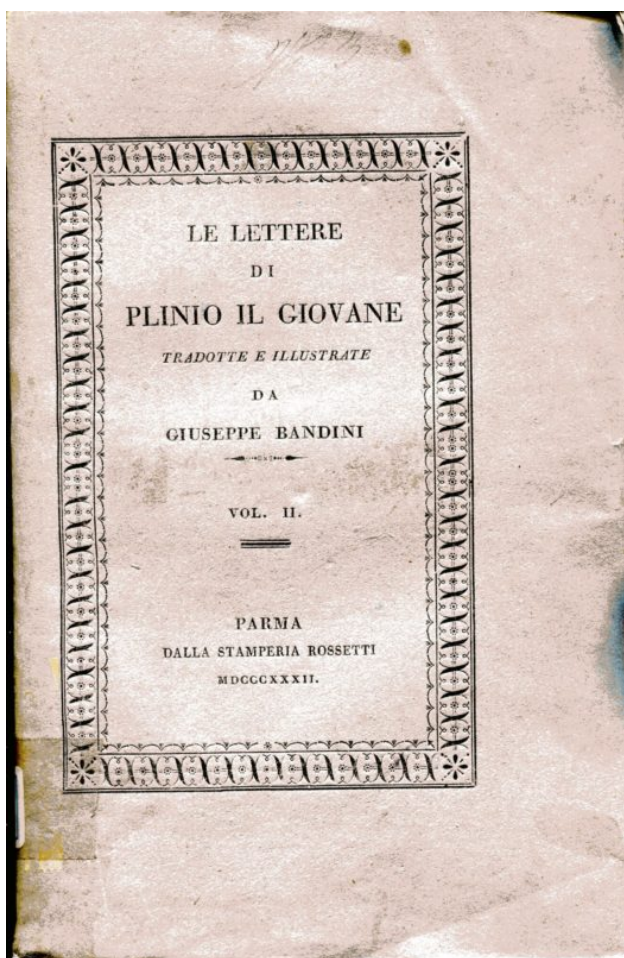 LE LETTERE
DI
PLINIO IL GIOVANE
TRADOTTE E ILLUSTRATE
DA
GIUSEPPE BANDINI
VOL. II.
PARMA
DALLA STAMPERIA ROSSETTI
MDCCCXXXII.